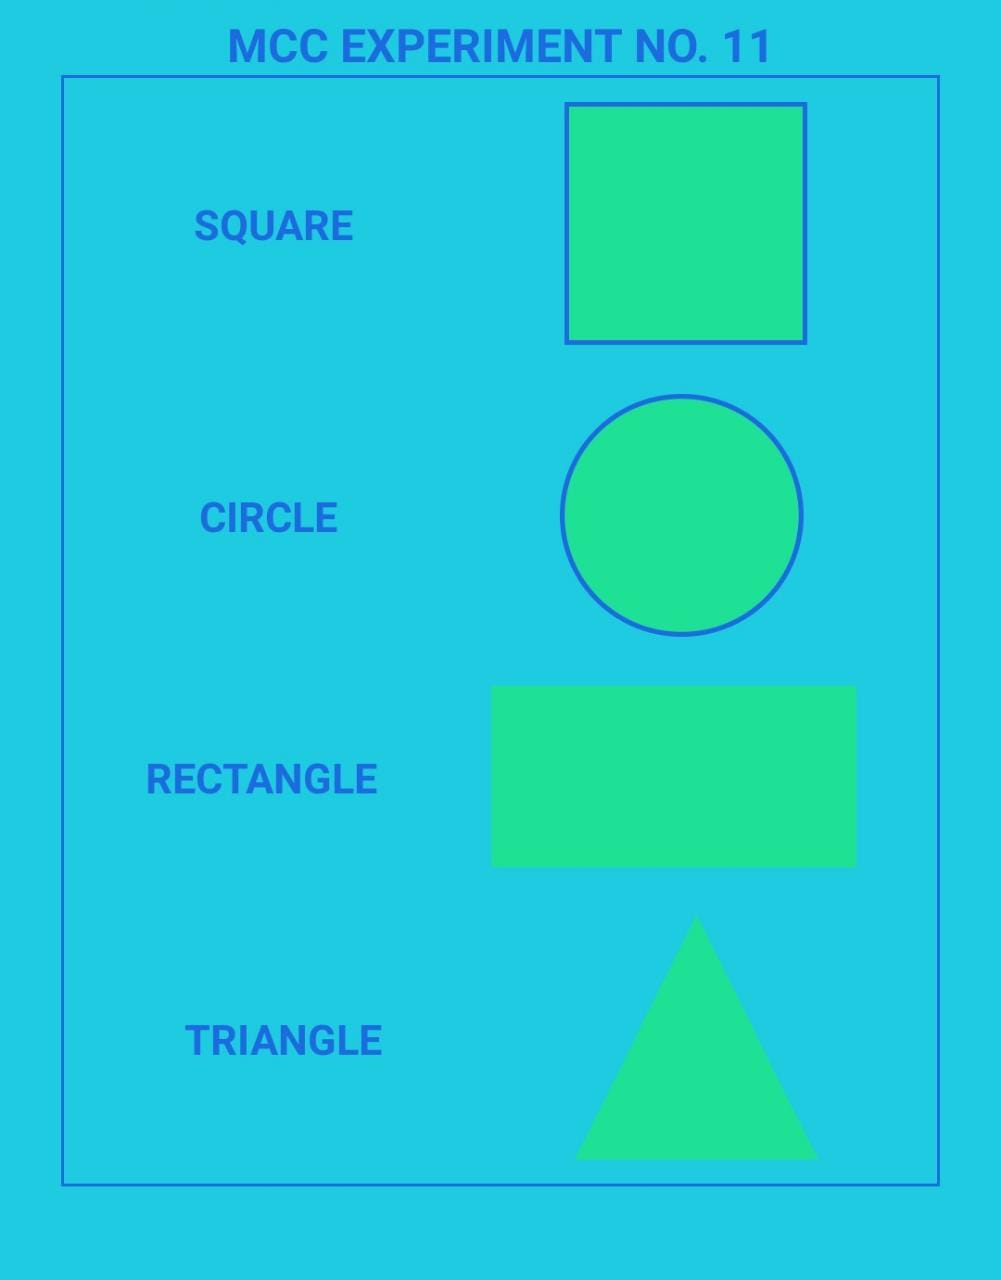 MCC EXPERIMENT NO. 11
SQUARE
CIRCLE
RECTANGLE
TRIANGLE